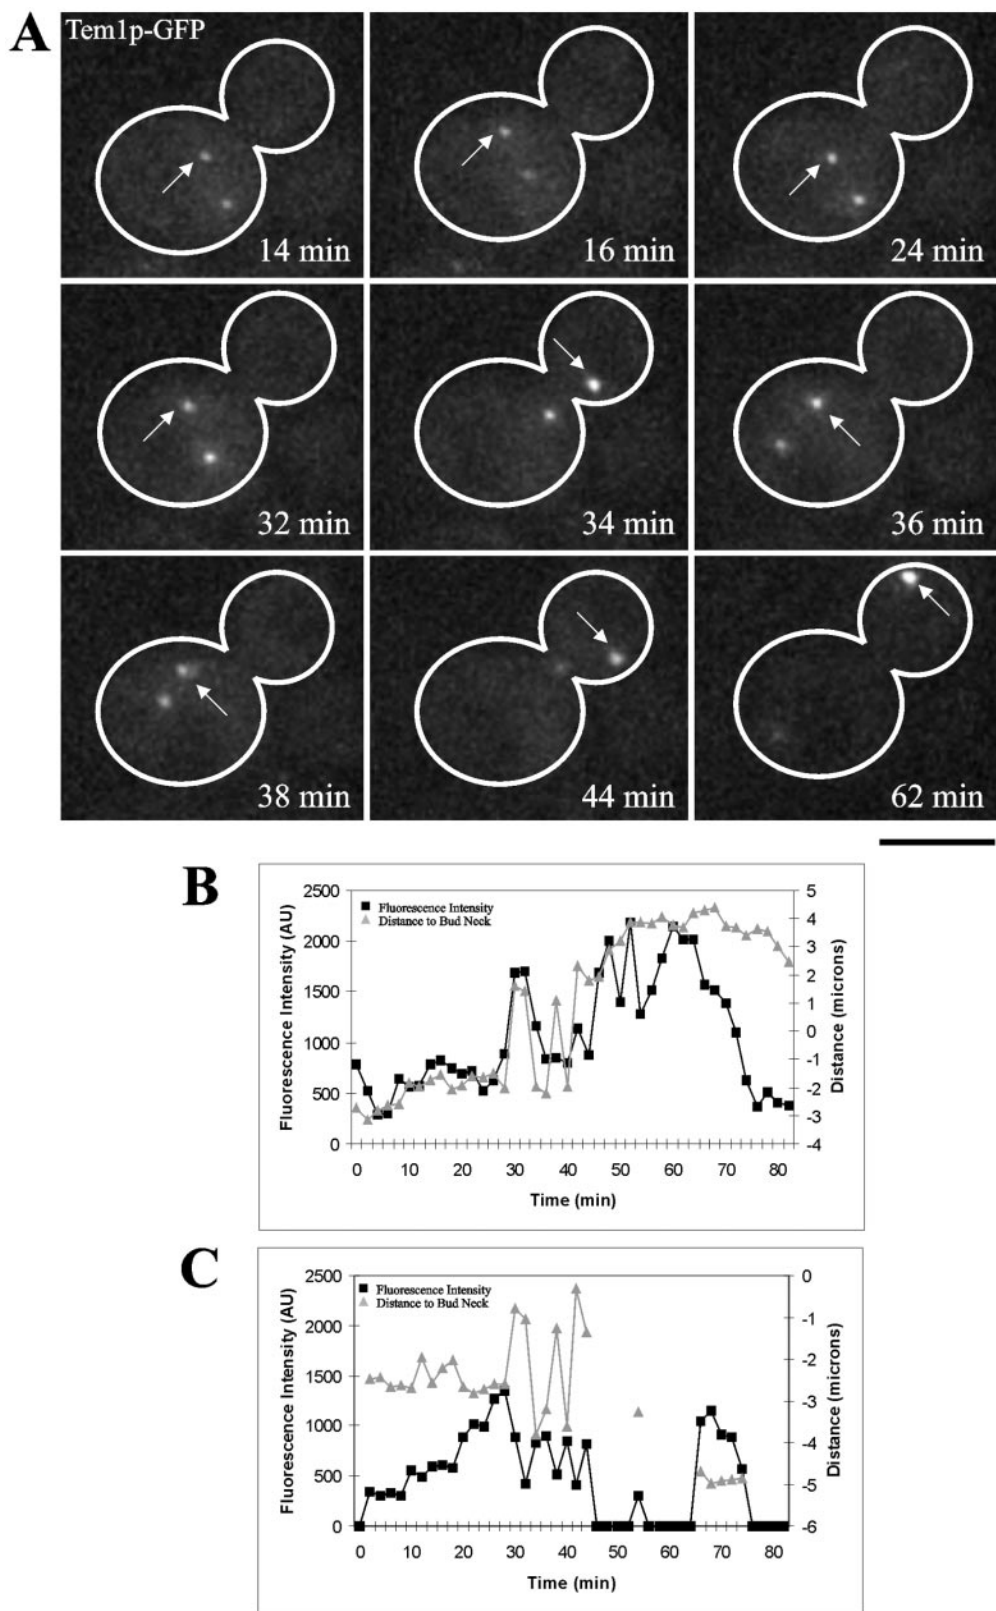 A
Tem1p-GFP
14 min
16 min
24 min
32 min
34 min
36 min
38 min
44 min
62 min
B
Fluorescence Intensity
Distance to Bud Neck
Fluorescence Intensity (AU)
2500
2000
1500
1000
500
0
5
4
3
2
1
0
-1
-2
-3
-4
Distance (microns)
0 10 20 30 40 50 60 70 80
Time (min)
C
Fluorescence Intensity
Distance to Bud Neck
Fluorescence Intensity (AU)
2500
2000
1500
1000
500
0
0
-1
-2
-3
-4
-5
-6
Distance (microns)
0 10 20 30 40 50 60 70 80
Time (min)